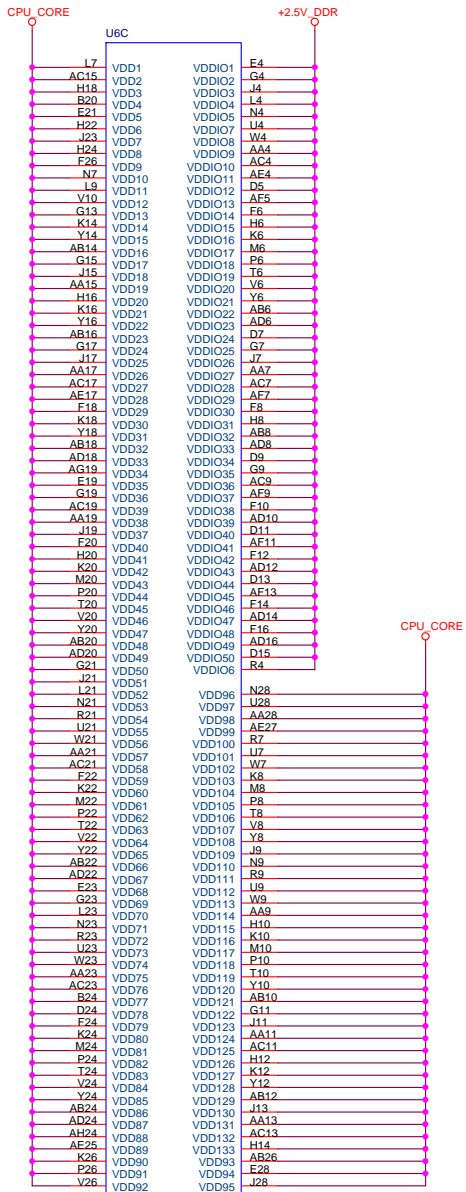 CPU_CORE +2.5V_DDR
U6C
L7 VDD1 VDDIO1 E4
AC15 VDD2 VDDIO2 G4
H18 VDD3 VDDIO3 J4
B20 VDD4 VDDIO4 L4
E21 VDD5 VDDIO5 N4
H22 VDD6 VDDIO7 U4
J23 VDD7 VDDIO8 W4
H24 VDD8 VDDIO9 AA4
F26 VDD9 VDDIO10 AC4
N7 VDD10 VDDIO11 AE4
L9 VDD11 VDDIO12 D5
V10 VDD12 VDDIO13 AF5
G13 VDD13 VDDIO14 F6
K14 VDD14 VDDIO15 H6
Y14 VDD15 VDDIO16 K6
AB14 VDD16 VDDIO17 M6
G15 VDD17 VDDIO18 P6
J15 VDD18 VDDIO19 T6
AA15 VDD19 VDDIO20 V6
H16 VDD20 VDDIO21 Y6
K16 VDD21 VDDIO22 AB6
Y16 VDD22 VDDIO23 AD6
AB16 VDD23 VDDIO24 D7
G17 VDD24 VDDIO25 G7
J17 VDD25 VDDIO26 J7
AA17 VDD26 VDDIO27 AA7
AC17 VDD27 VDDIO28 AC7
AE17 VDD28 VDDIO29 AF7
F18 VDD29 VDDIO30 F8
K18 VDD30 VDDIO31 H8
Y18 VDD31 VDDIO32 AB8
AB18 VDD32 VDDIO33 AD8
AD18 VDD33 VDDIO34 D9
AG19 VDD34 VDDIO35 G9
E19 VDD35 VDDIO36 AC9
G19 VDD36 VDDIO37 AF9
AC19 VDD39 VDDIO38 F10
AA19 VDD38 VDDIO39 AD10
J19 VDD37 VDDIO40 D11
F20 VDD40 VDDIO41 AF11
H20 VDD41 VDDIO42 F12
K20 VDD42 VDDIO43 AD12
M20 VDD43 VDDIO44 D13
P20 VDD44 VDDIO45 AF13
T20 VDD45 VDDIO46 F14
V20 VDD46 VDDIO47 AD14
Y20 VDD47 VDDIO48 F16
AB20 VDD48 VDDIO49 AD16
AD20 VDD49 VDDIO50 D15
G21 VDD50 VDDIO6 R4
CPU_CORE
J21 VDD51
L21 VDD52 VDD96 N28
N21 VDD53 VDD97 U28
R21 VDD54 VDD98 AA28
U21 VDD55 VDD99 AE27
W21 VDD56 VDD100 R7
AA21 VDD57 VDD101 U7
AC21 VDD58 VDD102 W7
F22 VDD59 VDD103 K8
K22 VDD60 VDD104 M8
M22 VDD61 VDD105 P8
P22 VDD62 VDD106 T8
T22 VDD63 VDD107 V8
V22 VDD64 VDD108 Y8
Y22 VDD65 VDD109 J9
AB22 VDD66 VDD110 N9
AD22 VDD67 VDD111 R9
E23 VDD68 VDD112 U9
G23 VDD69 VDD113 W9
L23 VDD70 VDD114 AA9
N23 VDD71 VDD115 H10
R23 VDD72 VDD116 K10
U23 VDD73 VDD117 M10
W23 VDD74 VDD118 P10
AA23 VDD75 VDD119 T10
AC23 VDD76 VDD120 Y10
B24 VDD77 VDD121 AB10
D24 VDD78 VDD122 G11
F24 VDD79 VDD123 J11
K24 VDD80 VDD124 AA11
M24 VDD81 VDD125 AC11
P24 VDD82 VDD126 H12
T24 VDD83 VDD127 K12
V24 VDD84 VDD128 Y12
Y24 VDD85 VDD129 AB12
AB24 VDD86 VDD130 J13
AD24 VDD87 VDD131 AA13
AH24 VDD88 VDD132 AC13
AE25 VDD89 VDD133 H14
K26 VDD90 VDD93 AB26
P26 VDD91 VDD94 E28
V26 VDD92 VDD95 J28